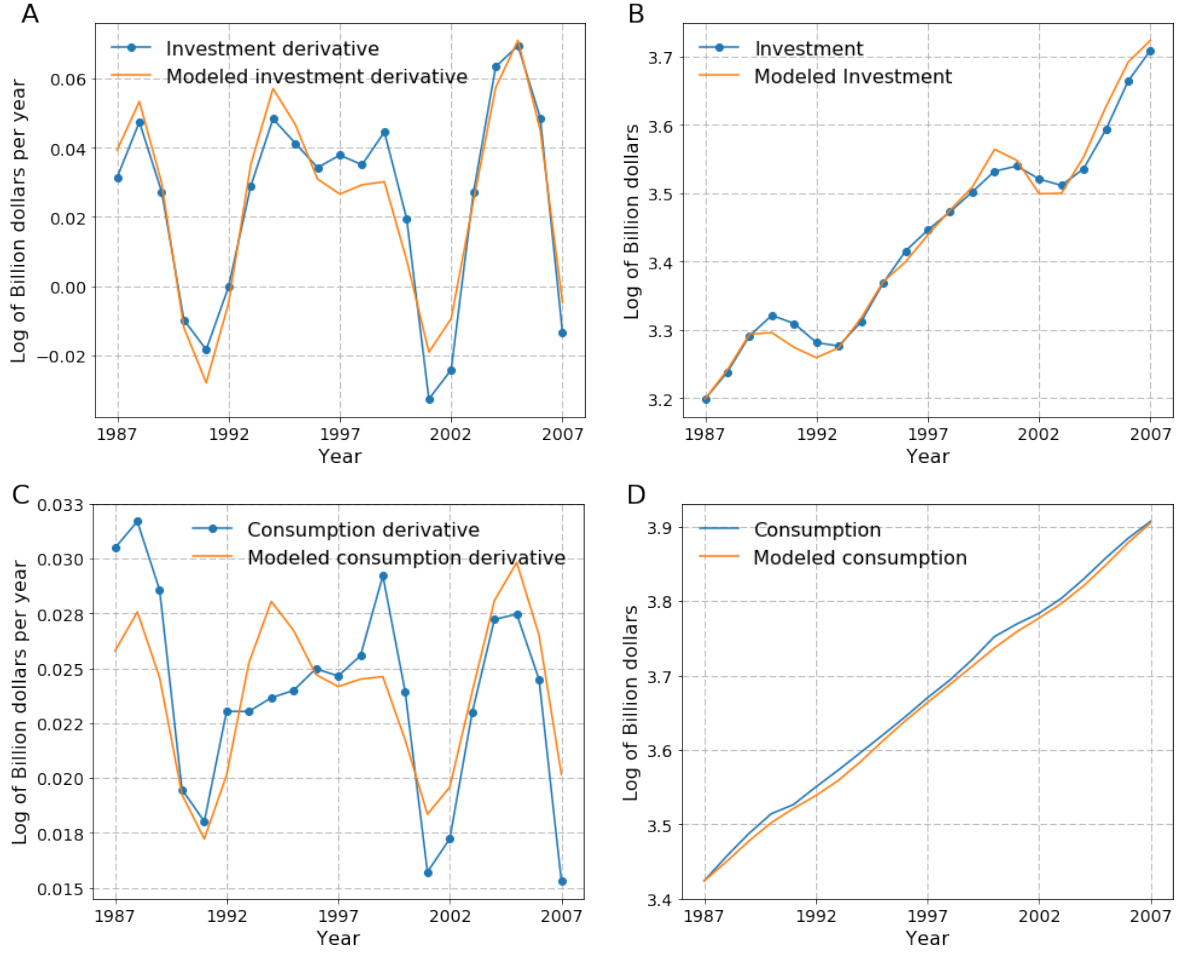 A
Log of Billion dollars per year
Investment derivative
Modeled investment derivative
0.06
0.04
0.02
0.00
−0.02
1987
1992
1997
2002
2007
Year
B
Log of Billion dollars
Investment
Modeled Investment
3.7
3.6
3.5
3.4
3.3
3.2
1987
1992
1997
2002
2007
Year
C
Log of Billion dollars per year
Consumption derivative
Modeled consumption derivative
0.033
0.030
0.028
0.025
0.022
0.020
0.018
0.015
1987
1992
1997
2002
2007
Year
D
Log of Billion dollars
Consumption
Modeled consumption
3.9
3.8
3.7
3.6
3.5
3.4
1987
1992
1997
2002
2007
Year